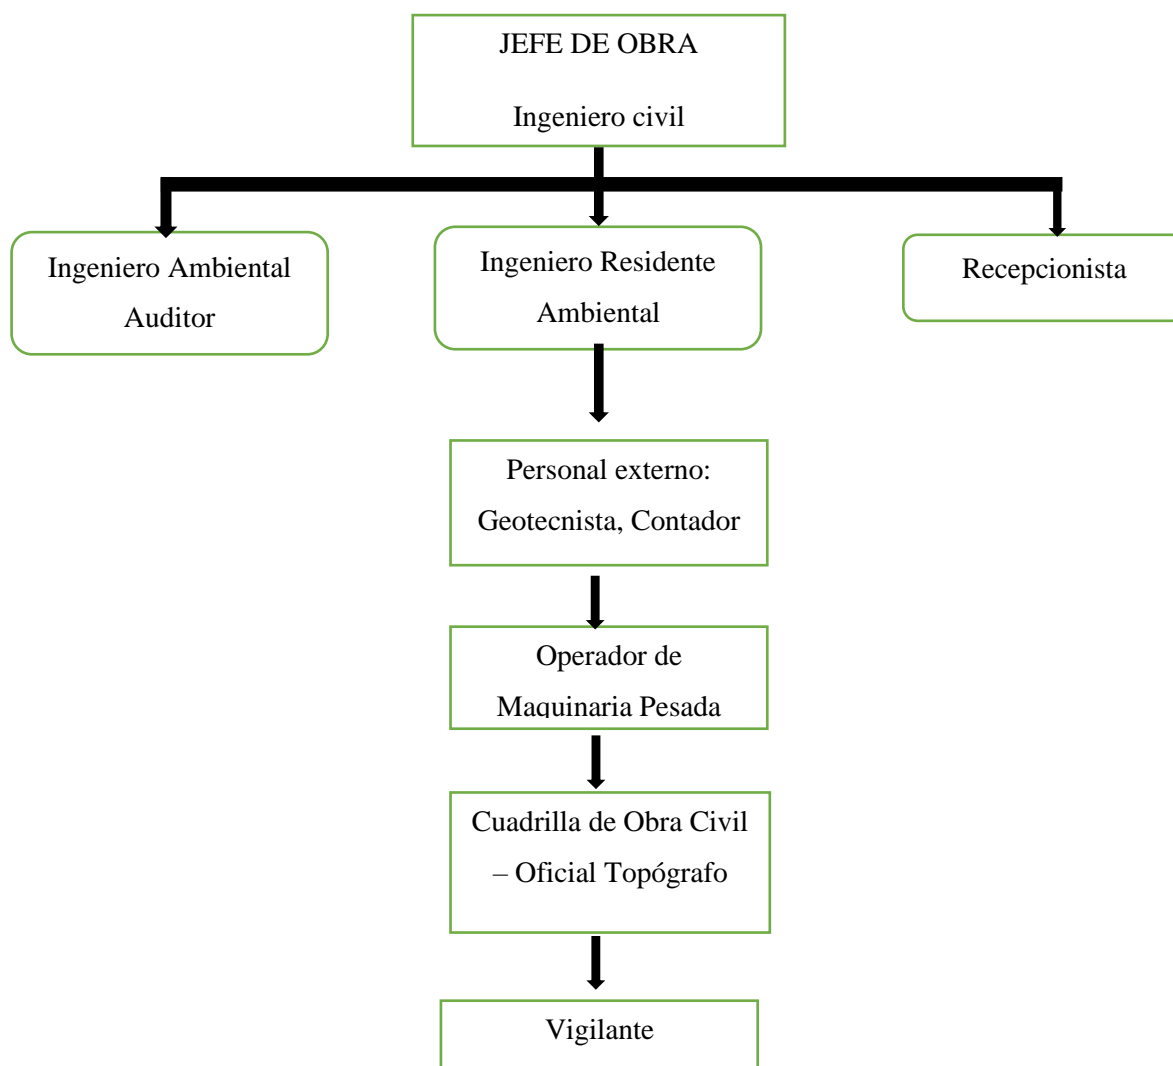 JEFE DE OBRA
Ingeniero civil
Ingeniero Ambiental
Auditor
Ingeniero Residente
Ambiental
Recepcionista
Personal externo:
Geotecnista, Contador
Operador de
Maquinaria Pesada
Cuadrilla de Obra Civil
– Oficial Topógrafo
Vigilante